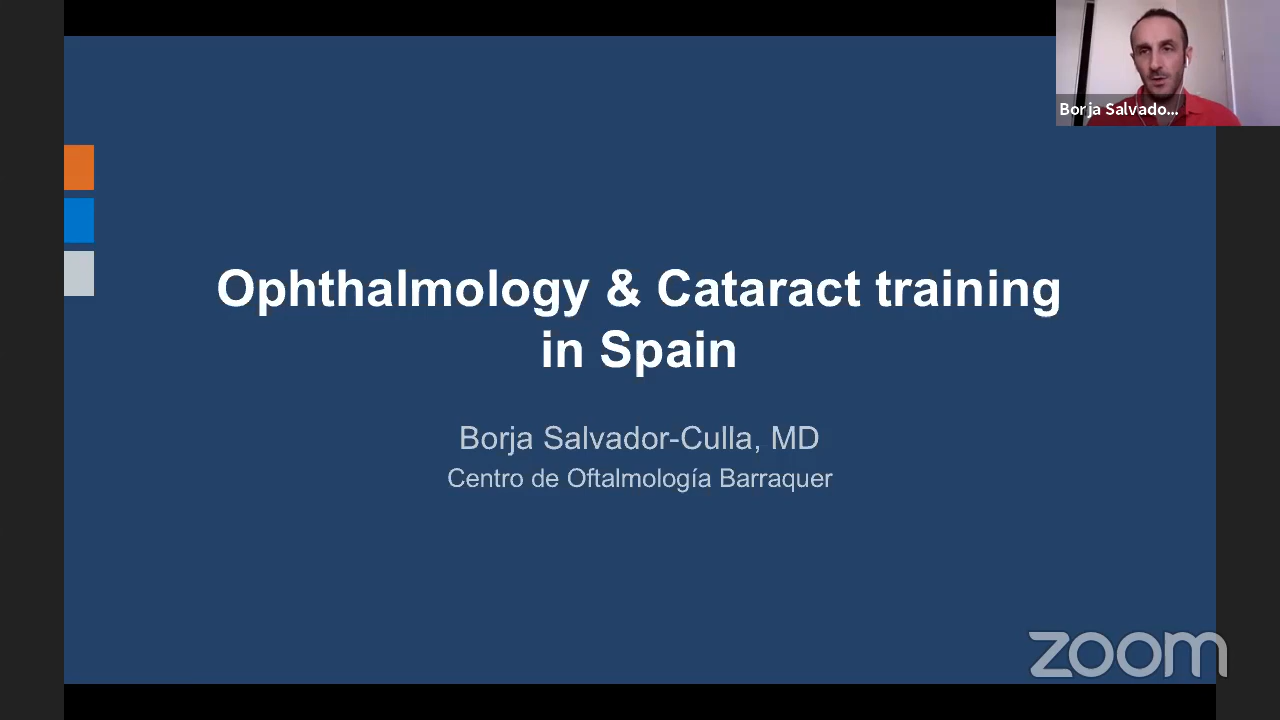 Borja Salvado...
Ophthalmology & Cataract training
in Spain
Borja Salvador-Culla, MD
Centro de Oftalmología Barraquer
zoom